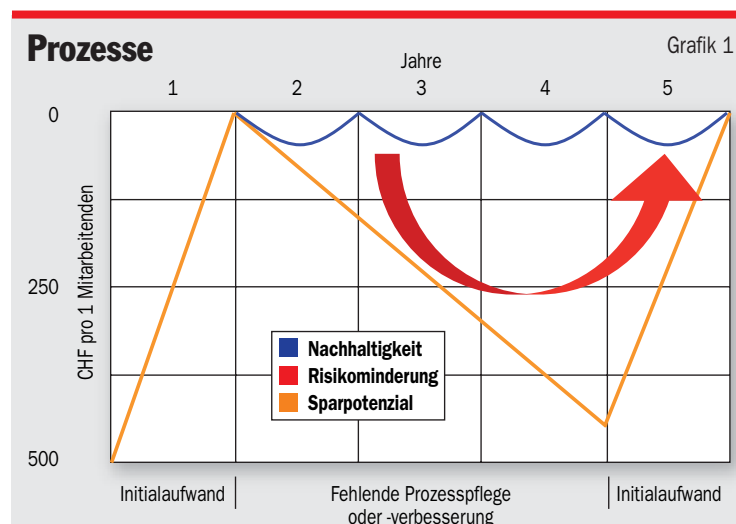 Prozesse
Grafik 1
Jahre
1 2 3 4 5
0
250
500
CHF pro 1 Mitarbeitenden
Nachhaltigkeit
Risikominderung
Sparpotenzial
Initialaufwand
Fehlende Prozesspflege
oder -verbesserung
Initialaufwand